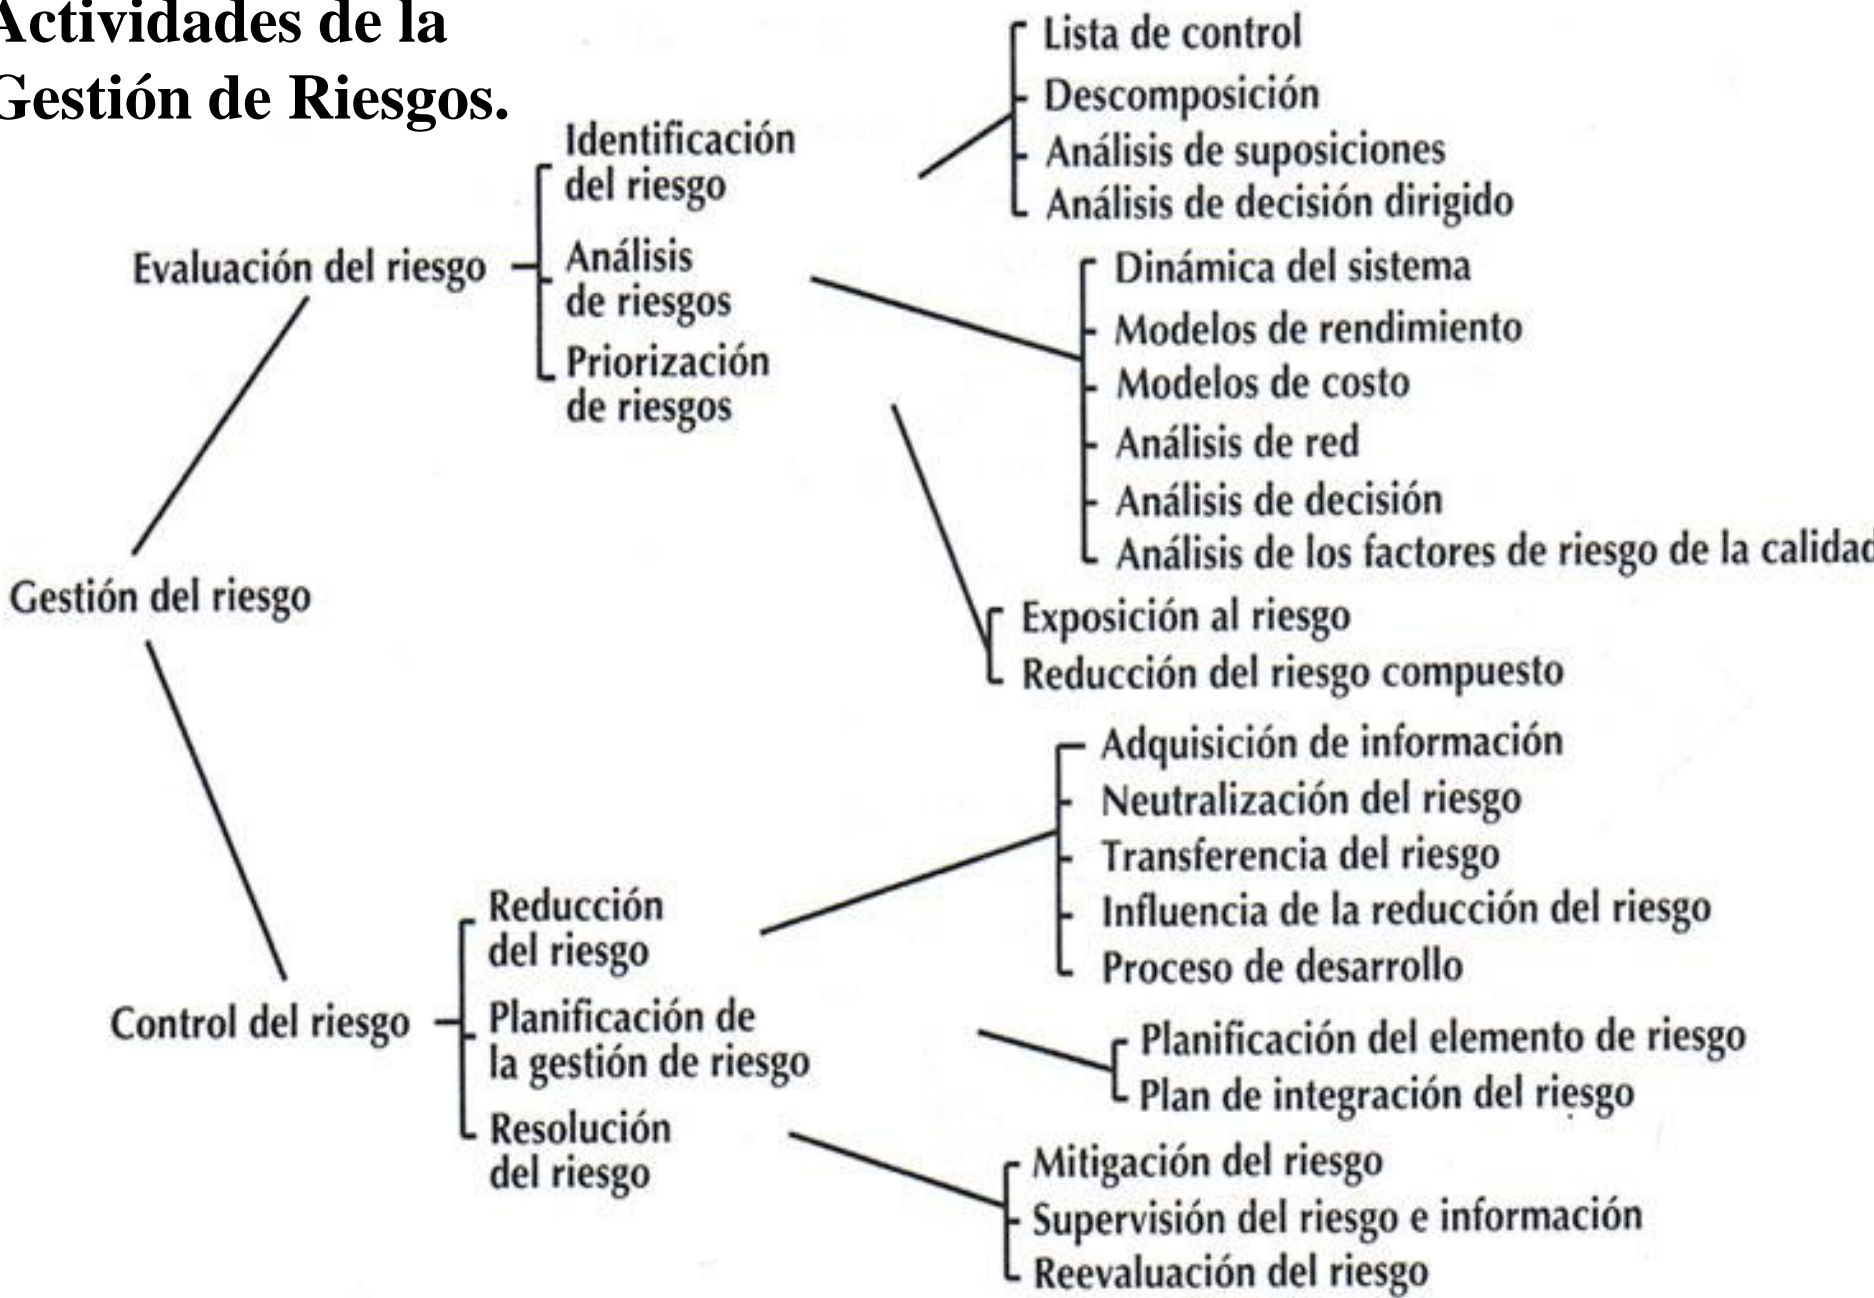 Actividades de la
Gestión de Riesgos.
Gestión del riesgo
Evaluación del riesgo
Identificación
del riesgo
Lista de control
Descomposición
Análisis de suposiciones
Análisis de decisión dirigido
Análisis
de riesgos
Dinámica del sistema
Modelos de rendimiento
Modelos de costo
Análisis de red
Análisis de decisión
Análisis de los factores de riesgo de la calidad
Priorización
de riesgos
Exposición al riesgo
Reducción del riesgo compuesto
Control del riesgo
Reducción
del riesgo
Adquisición de información
Neutralización del riesgo
Transferencia del riesgo
Influencia de la reducción del riesgo
Proceso de desarrollo
Planificación de
la gestión de riesgo
Planificación del elemento de riesgo
Plan de integración del riesgo
Resolución
del riesgo
Mitigación del riesgo
Supervisión del riesgo e información
Reevaluación del riesgo